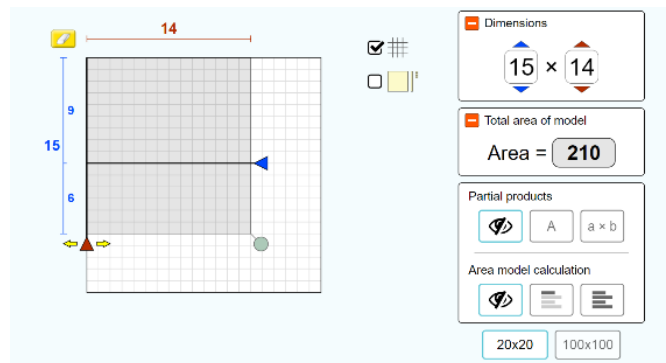 14
9
15
6
Dimensions
15 × 14
Total area of model
Area = 210
Partial products
A
a × b
Area model calculation
20x20
100x100